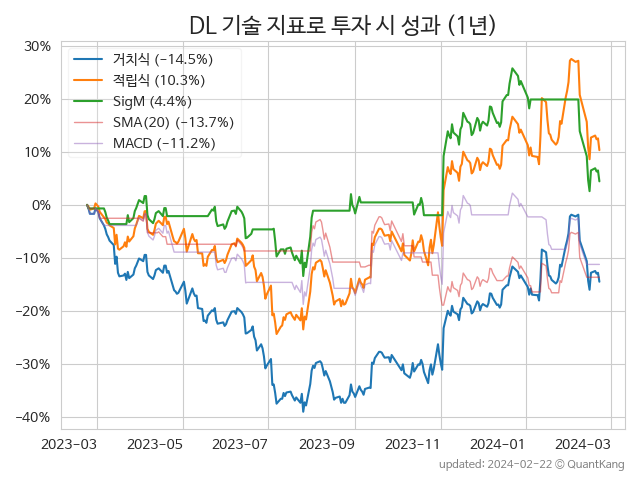 DL 기술 지표로 투자 시 성과 (1년)
거치식 (−14.5%)
적립식 (10.3%)
SigM (4.4%)
SMA(20) (−13.7%)
MACD (−11.2%)
30%
20%
10%
0%
−10%
−20%
−30%
−40%
2023-03 2023-05 2023-07 2023-09 2023-11 2024-01 2024-03
updated: 2024-02-22 © QuantKang